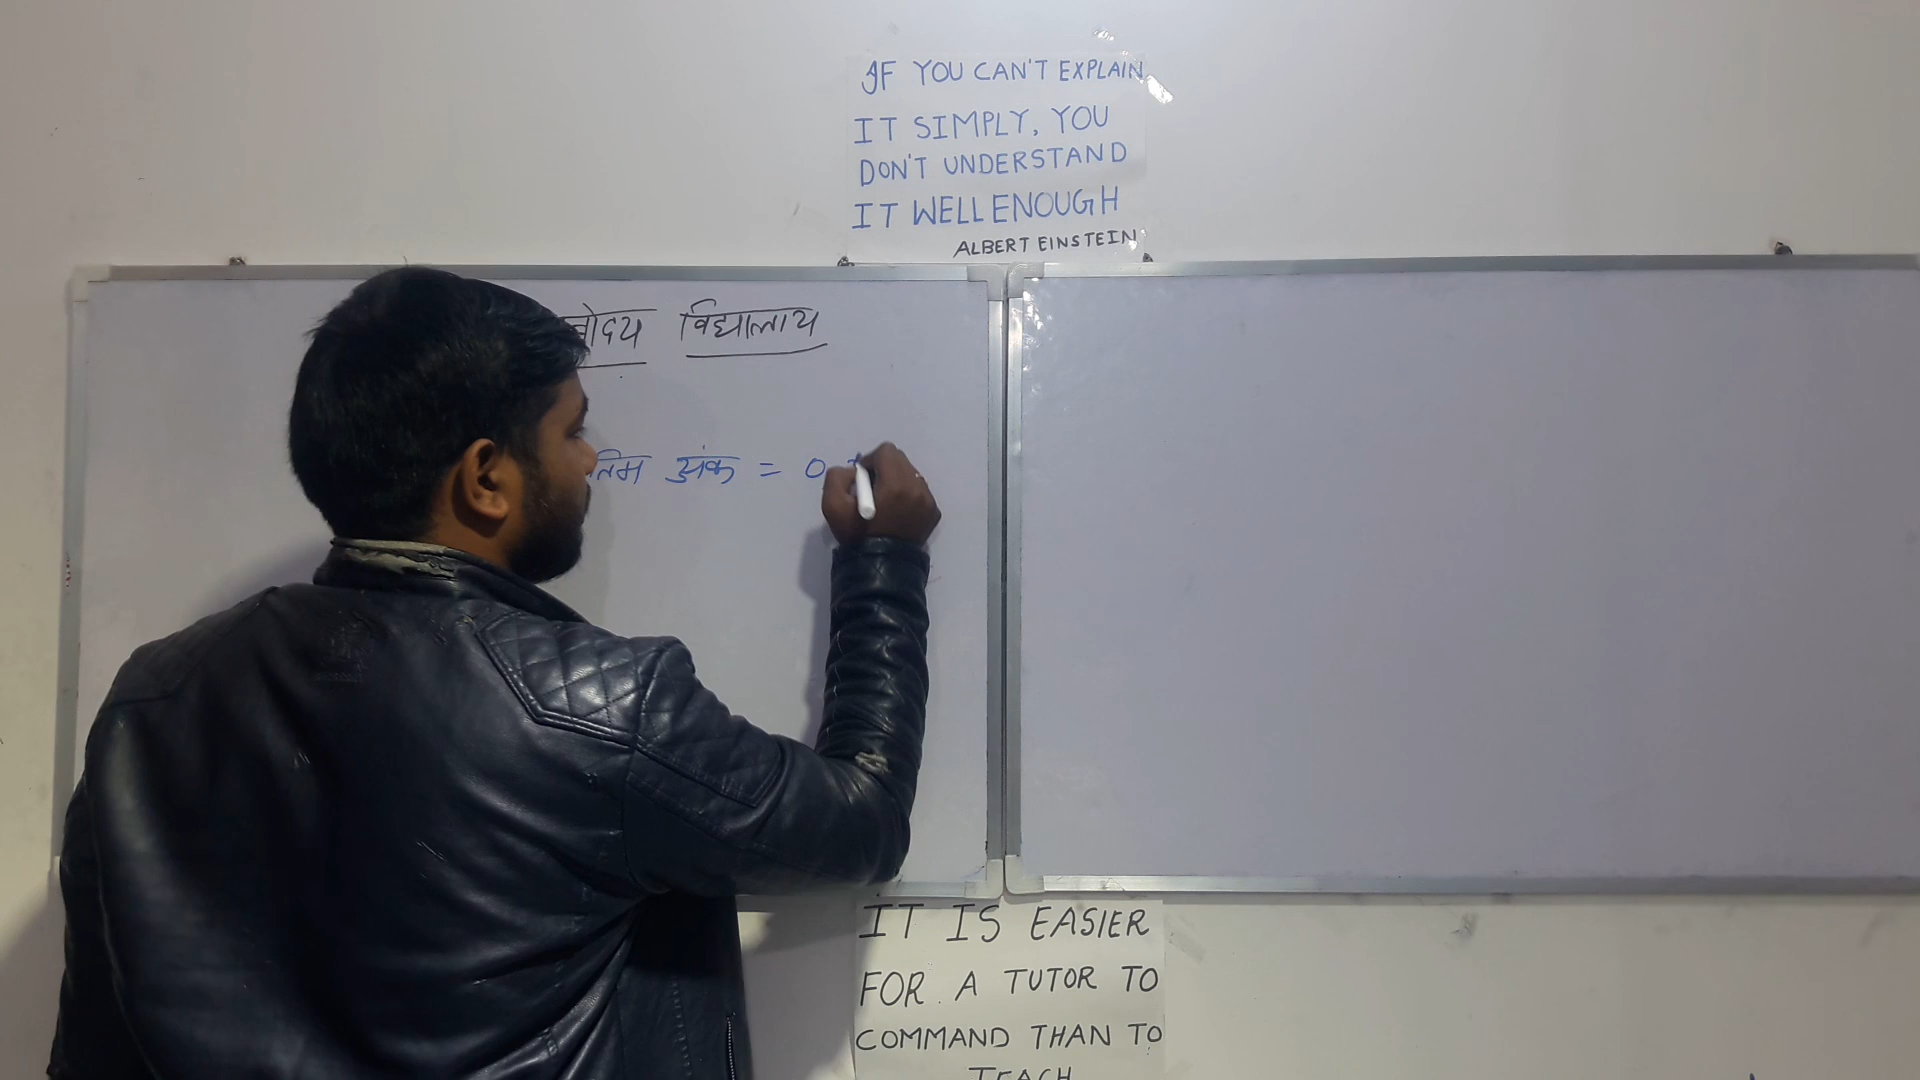 IF YOU CAN'T EXPLAIN
IT SIMPLY, YOU
DON'T UNDERSTAND
IT WELL ENOUGH
ALBERT EINSTEIN
विद्यालाय
अंक = 0,
IT IS EASIER
FOR A TUTOR TO
COMMAND THAN TO
TEACH